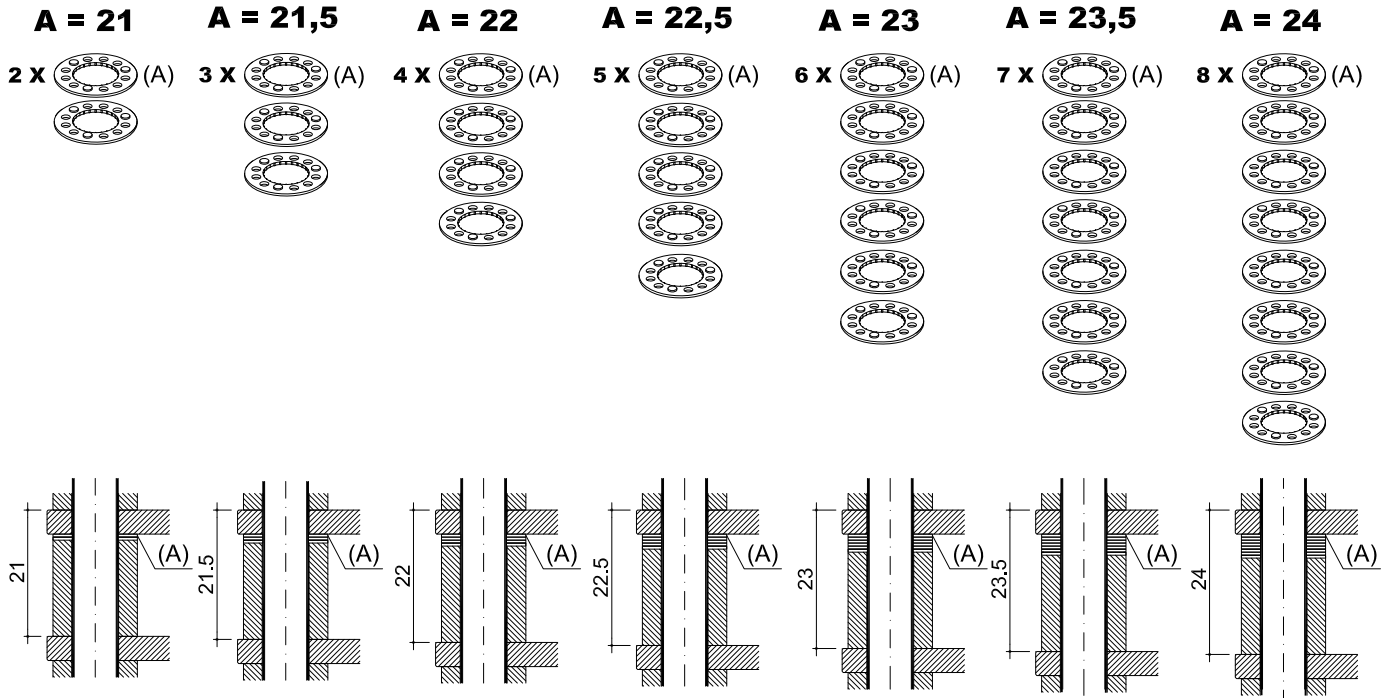 A = 21 A = 21,5 A = 22 A = 22,5 A = 23 A = 23,5 A = 24
2 x (A) 3 x (A) 4 x (A) 5 x (A) 6 x (A) 7 x (A) 8 x (A)
21 (A) 21.5 (A) 22 (A) 22.5 (A) 23 (A) 23.5 (A) 24 (A)